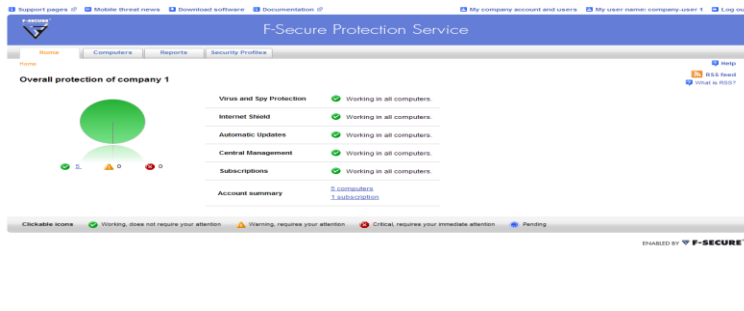 Support pages Mobile threat news Download software Documentation My company account and users My user name: company-user 1 Log ou
F-SECURE
F-Secure Protection Service
Home Computers Reports Security Profiles
Home
Help
RSS feed
What is RSS?
Overall protection of company 1
Virus and Spy Protection Working in all computers.
Internet Shield Working in all computers.
Automatic Updates Working in all computers.
Central Management Working in all computers.
Subscriptions Working in all computers.
5 0 0
Account summary 5 computers
1 subscription
Clickable icons Working, does not require your attention Warning, requires your attention Critical, requires your immediate attention Pending
ENABLED BY F-SECURE